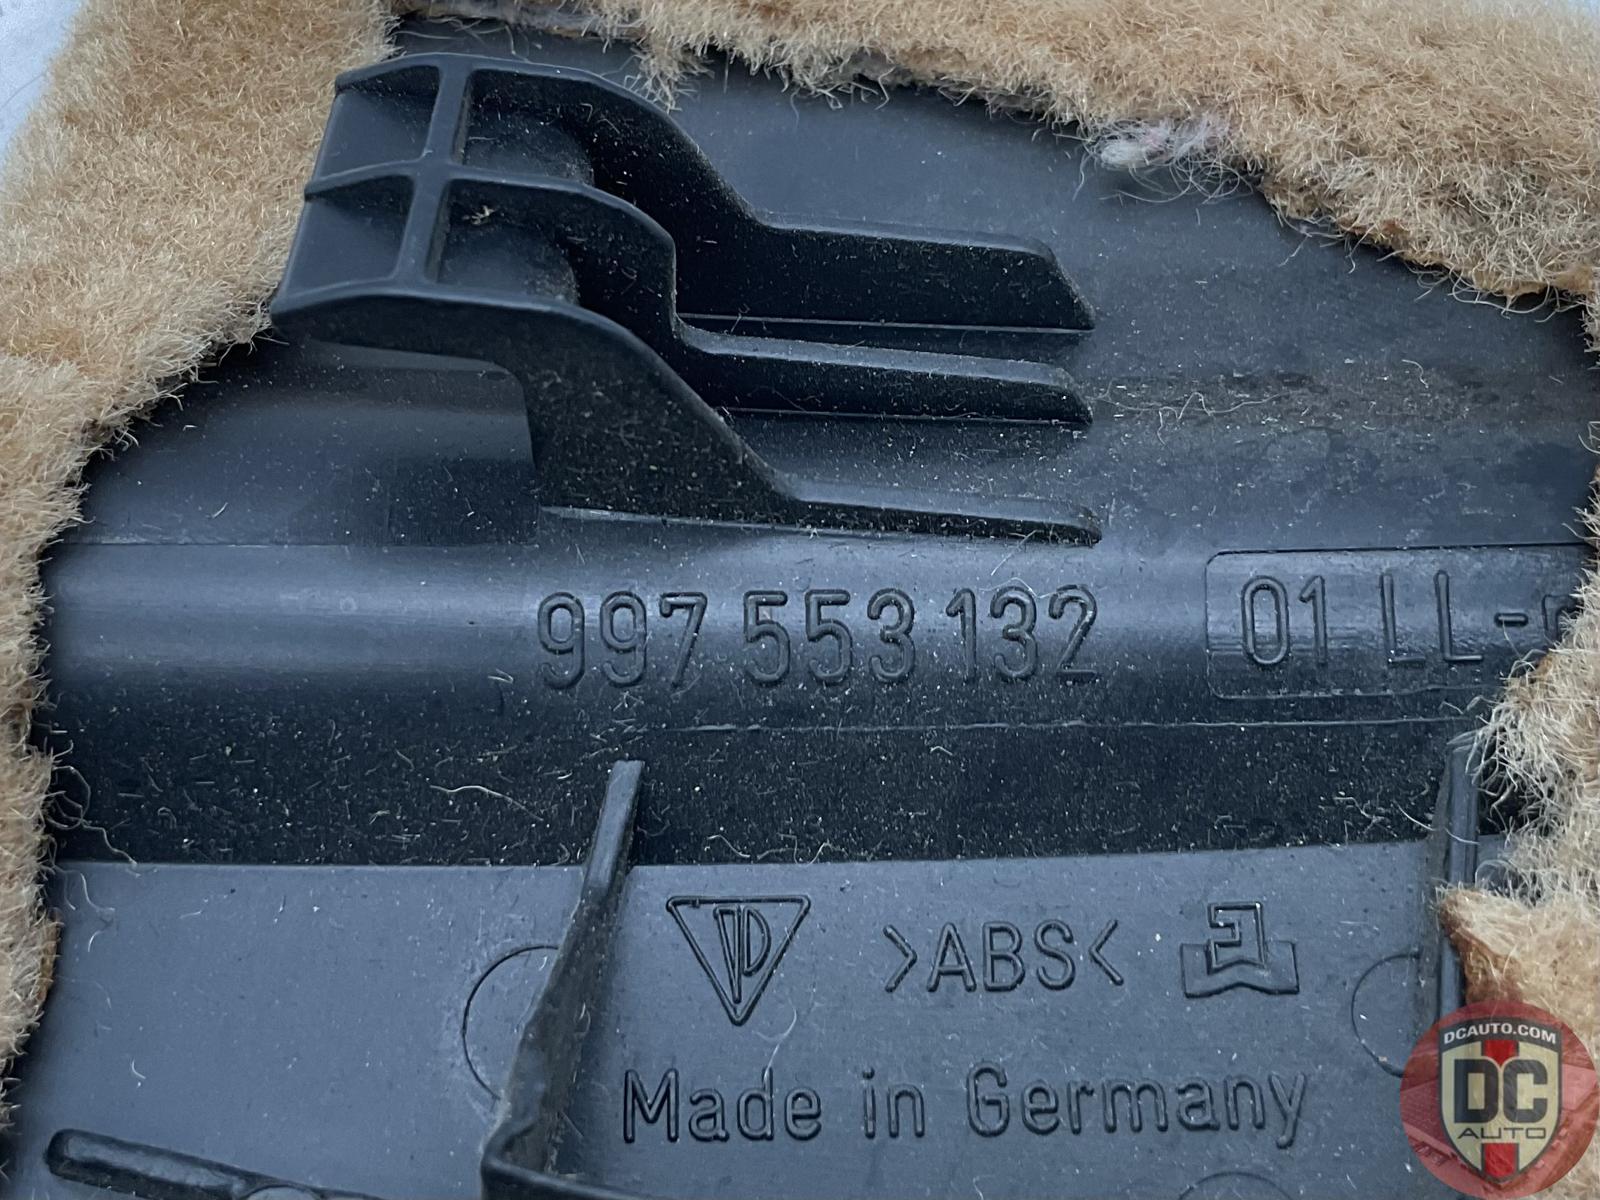 997 553 132 01 LL-
>ABS<
Made in Germany
DCAUTO.COM
DC
AUTO